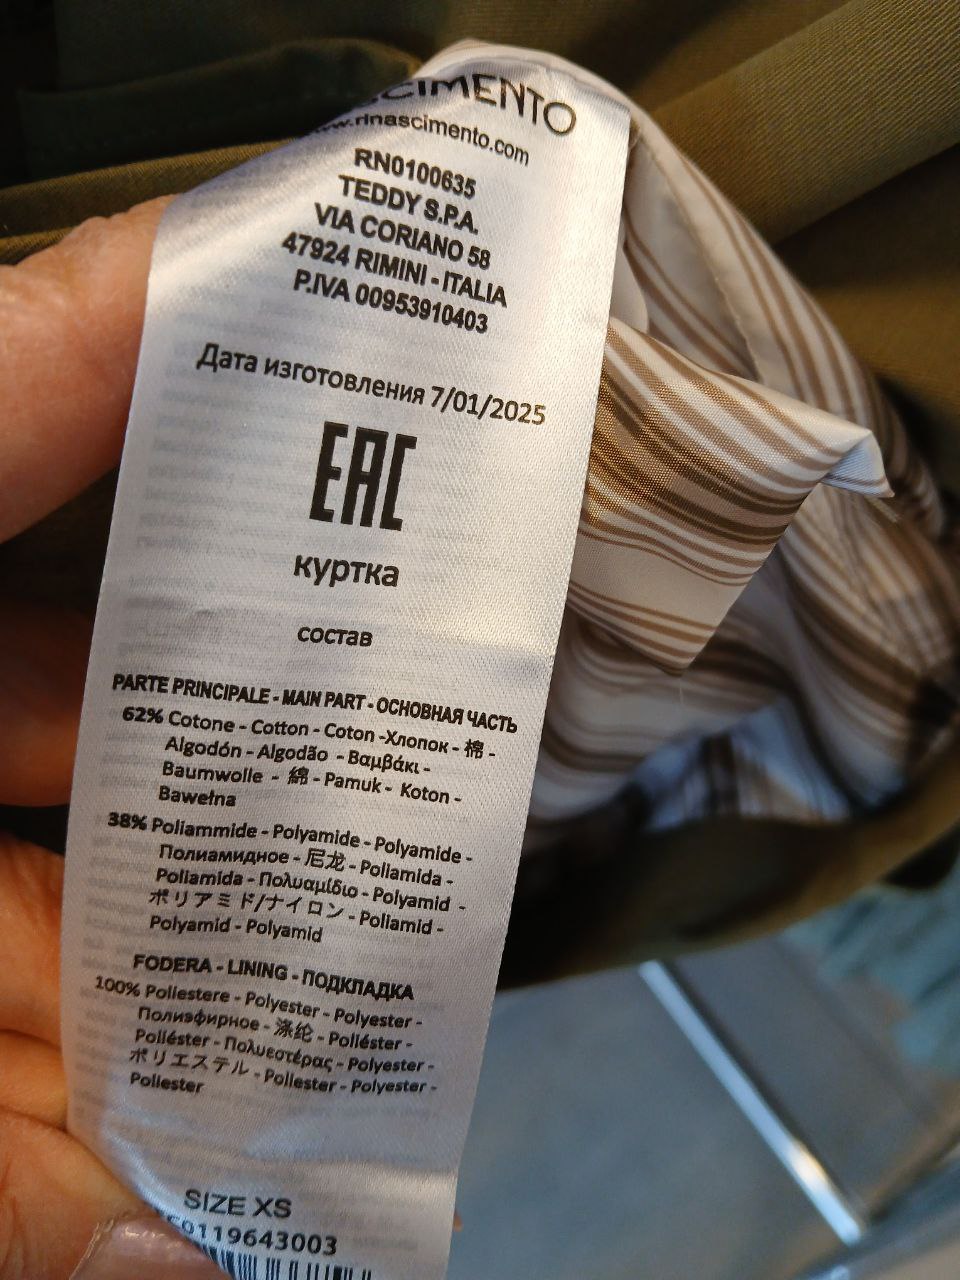 SCIMENTO
www.rinascimento.com
RN0100635
TEDDY S.P.A.
VIA CORIANO 58
47924 RIMINI - ITALIA
P.IVA 00953910403
Дата изготовления 7/01/2025
EAC
куртка
состав
PARTE PRINCIPALE - MAIN PART - ОСНОВНАЯ ЧАСТЬ
62% Cotone - Cotton - Coton -Хлопок - 棉 -
Algodón - Algodão - Βαμβάκι -
Baumwolle - 綿 - Pamuk - Koton -
Bawełna
38% Poliammide - Polyamide - Polyamide -
Полиамидное - 尼龙 - Poliamida -
Poliamida - Πολυαμίδιο - Polyamid -
ポリアミド/ナイロン - Poliamid -
Polyamid - Polyamid
FODERA - LINING - ПОДКЛАДКА
100% Poliestere - Polyester - Polyester -
Полиэфирное - 涤纶 - Poliéster -
Poliéster - Πολυεστέρας - Polyester -
ポリエステル - Poliester - Polyester -
Poliester
SIZE XS
0119643003